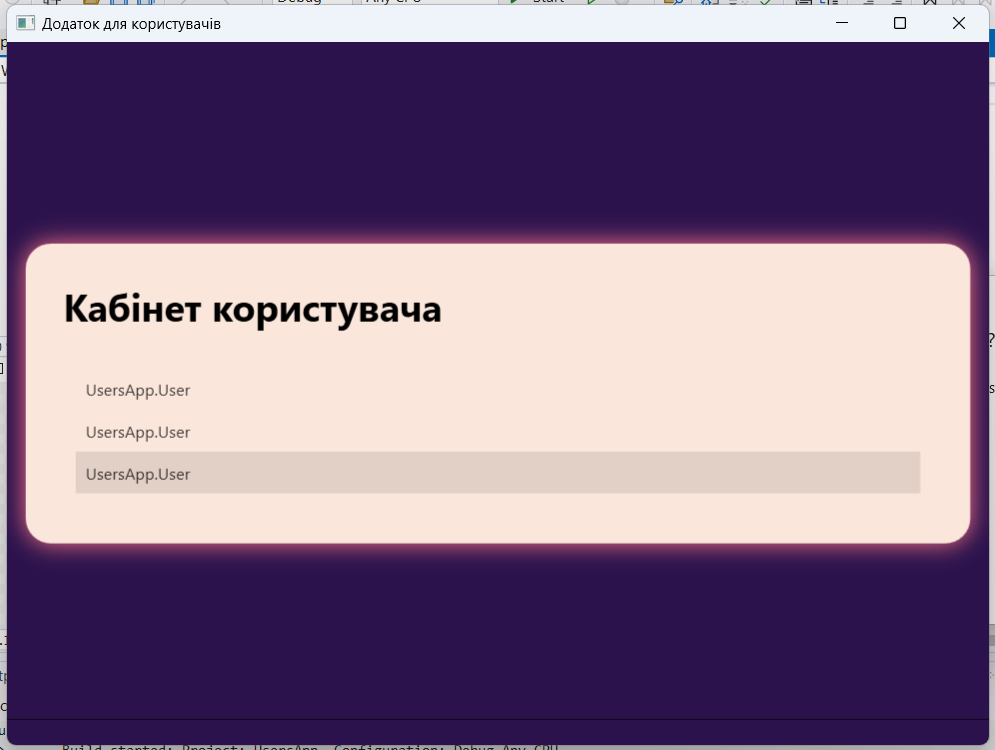 Додаток для користувачів
Кабінет користувача
UsersApp.User
UsersApp.User
UsersApp.User
Build started: Project: UsersApp, Configuration: Debug Any CPU